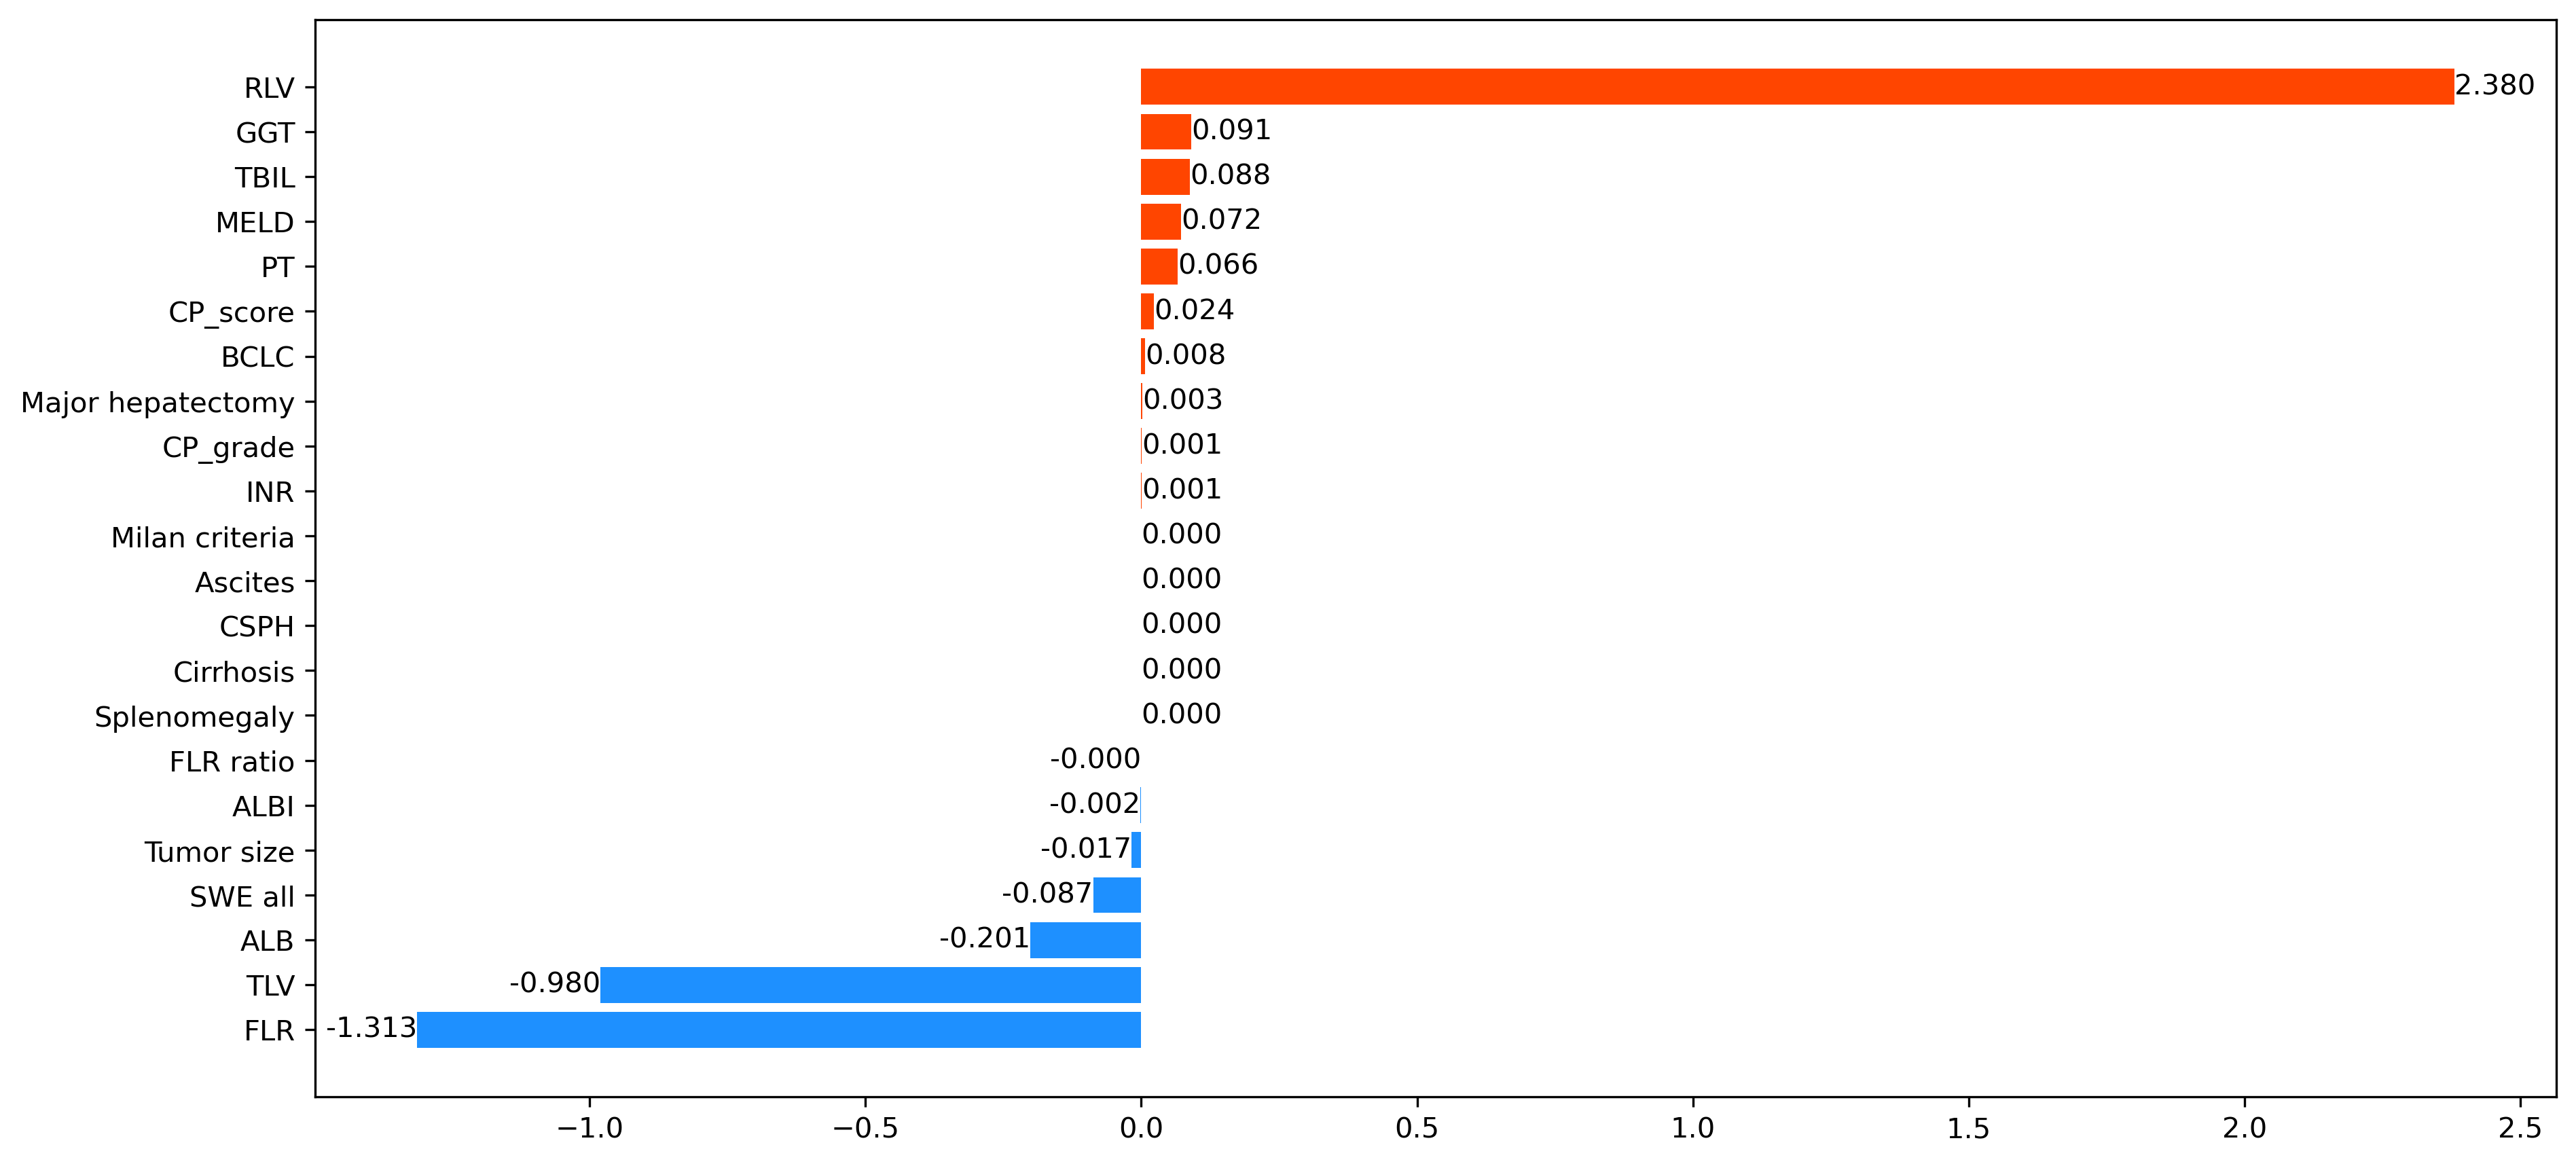 RLV 2.380
GGT 0.091
TBIL 0.088
MELD 0.072
PT 0.066
CP_score 0.024
BCLC 0.008
Major hepatectomy 0.003
CP_grade 0.001
INR 0.001
Milan criteria 0.000
Ascites 0.000
CSPH 0.000
Cirrhosis 0.000
Splenomegaly 0.000
FLR ratio -0.000
ALBI -0.002
Tumor size -0.017
SWE all -0.087
ALB -0.201
TLV -0.980
FLR -1.313
−1.0 −0.5 0.0 0.5 1.0 1.5 2.0 2.5